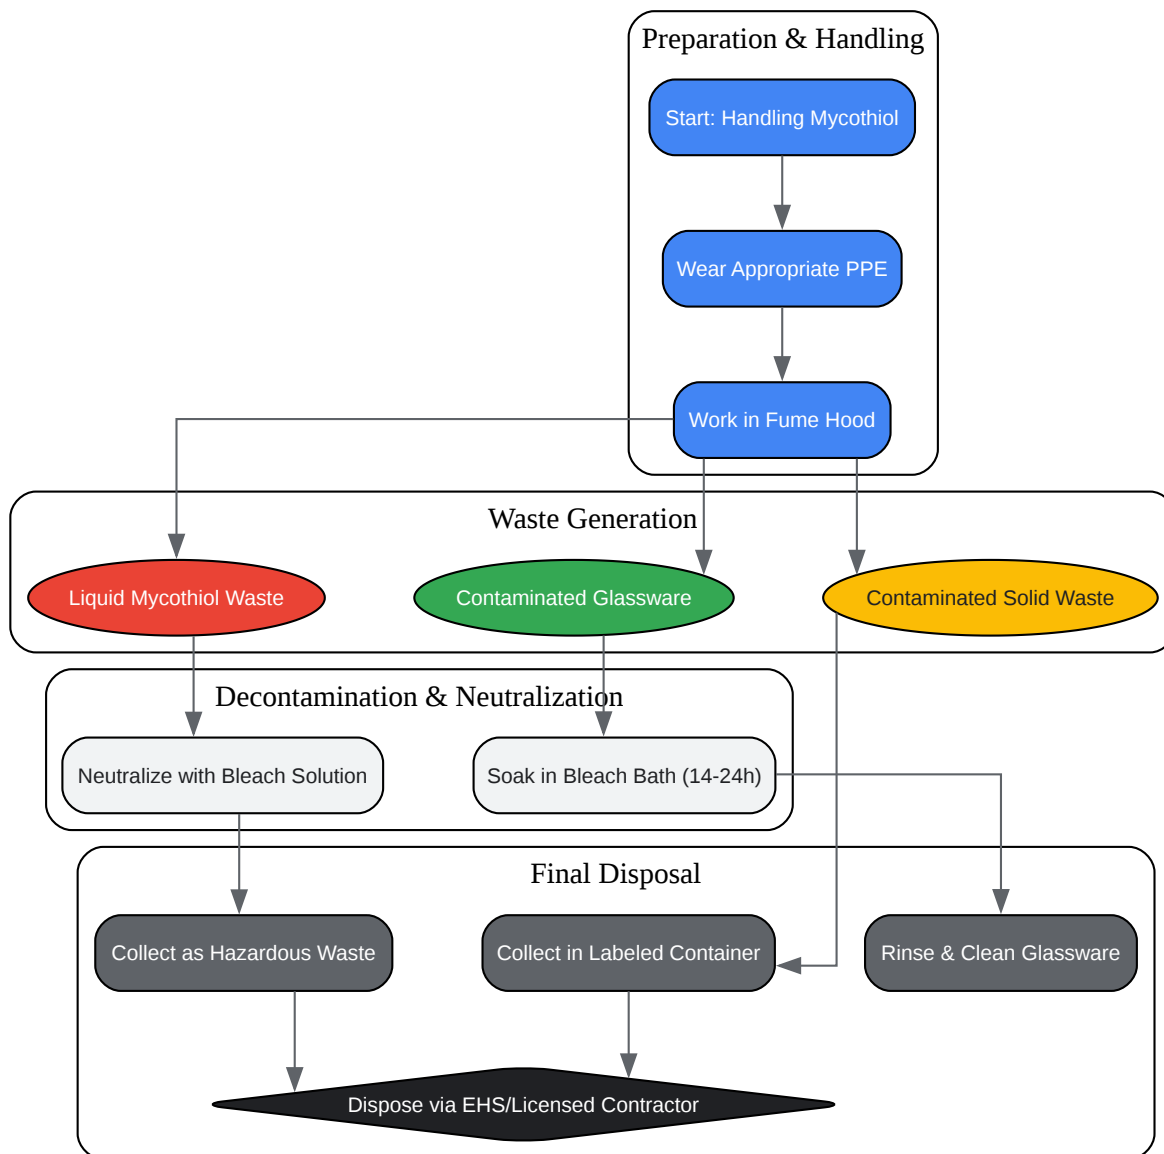 Preparation & Handling
Start: Handling Mycothiol
Wear Appropriate PPE
Work in Fume Hood
Waste Generation
Liquid Mycothiol Waste
Contaminated Glassware
Contaminated Solid Waste
Decontamination & Neutralization
Neutralize with Bleach Solution
Soak in Bleach Bath (14-24h)
Final Disposal
Collect as Hazardous Waste
Collect in Labeled Container
Rinse & Clean Glassware
Dispose via EHS/Licensed Contractor